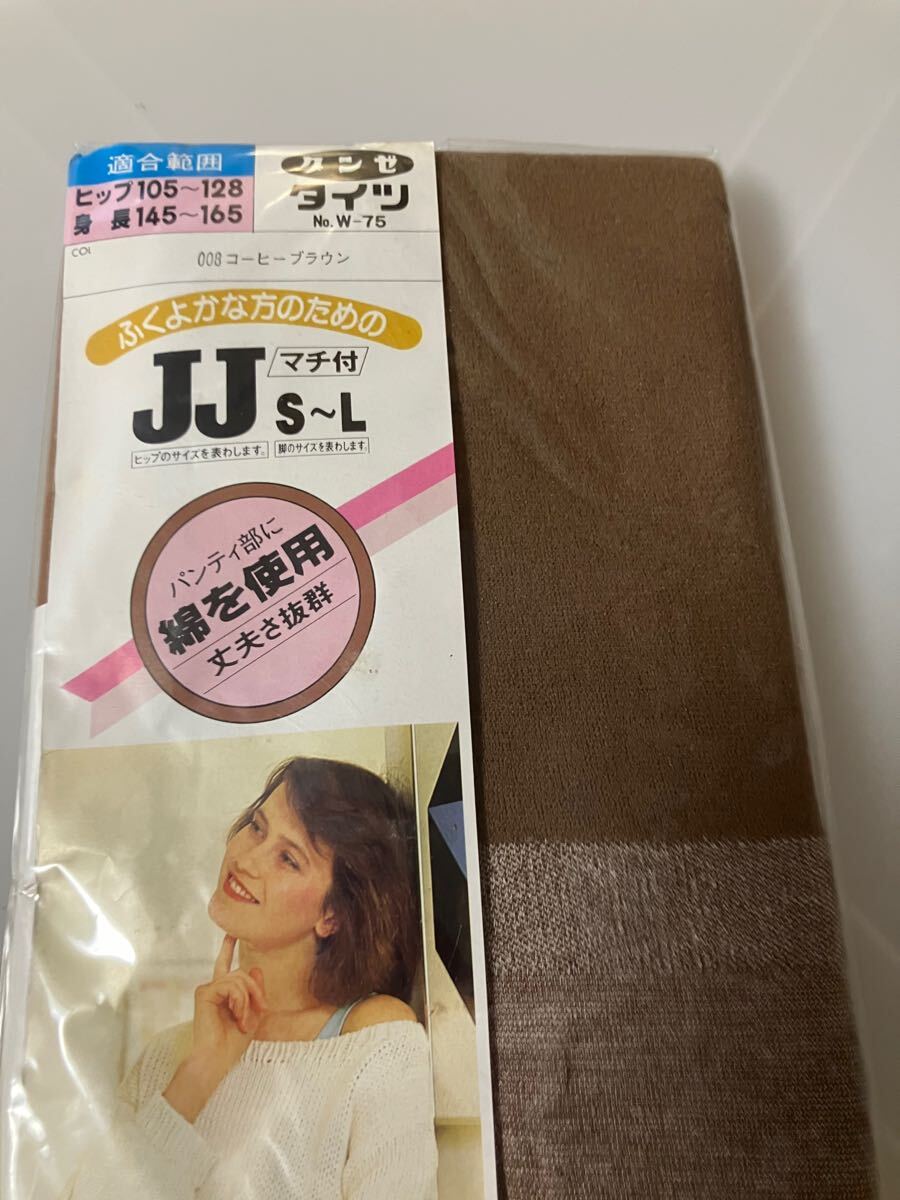 適合範囲
ヒップ105〜128
身長145〜165
カンセ
タイツ
No.W-75
COL
008コーヒーブラウン
ふくよかな方のための
JJ
マチ付
S〜L
ヒップのサイズを表わします。
脚のサイズを表わします。
パンティ部に
綿を使用
丈夫さ抜群